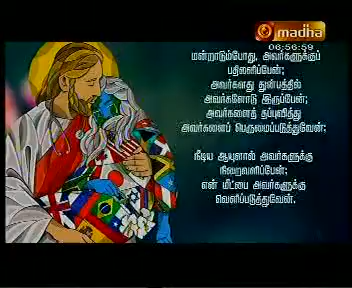 madha
06:56:59
மன்றாடும்போது, அவர்களுக்குப்
பதிலளிப்பேன்;
அவர்களது துன்பத்தில்
அவர்களோடு இருப்பேன்;
அவர்களைத் தப்புவித்து
அவர்களைப் பெருமைப்படுத்துவேன்;
நீடிய ஆயுளால் அவர்களுக்கு
நிறைவளிப்பேன்;
என் மீட்பை அவர்களுக்கு
வெளிப்படுத்துவேன்.